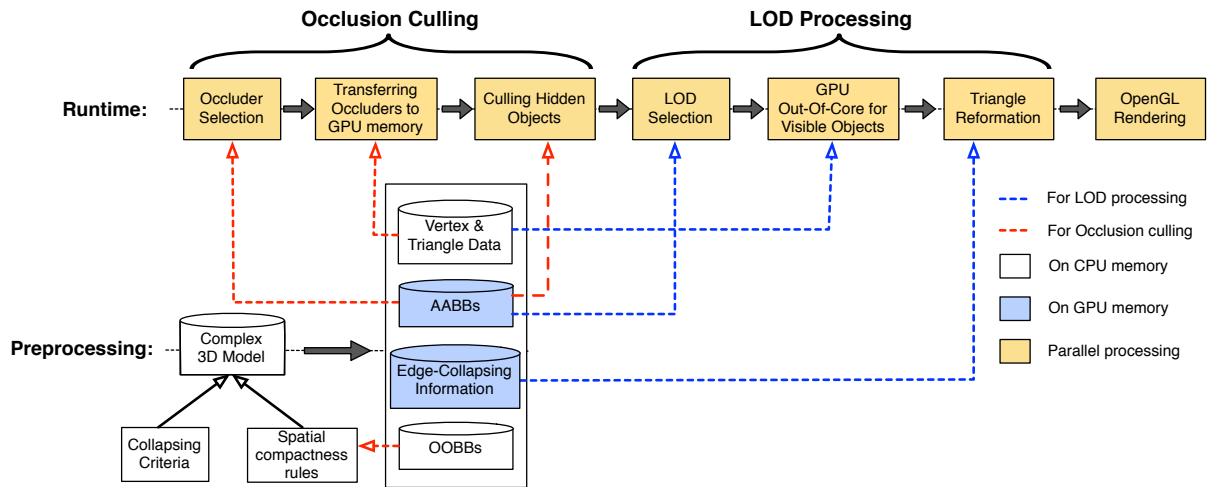 Occlusion Culling
LOD Processing
Runtime:
Occluder
Selection
Transferring
Occluders to
GPU memory
Culling Hidden
Objects
LOD
Selection
GPU
Out-Of-Core for
Visible Objects
Triangle
Reformation
OpenGL
Rendering
Vertex &
Triangle Data
AABBs
Edge-Collapsing
Information
OOBBs
Preprocessing:
Complex
3D Model
Collapsing
Criteria
Spatial
compactness
rules
For LOD processing
For Occlusion culling
On CPU memory
On GPU memory
Parallel processing